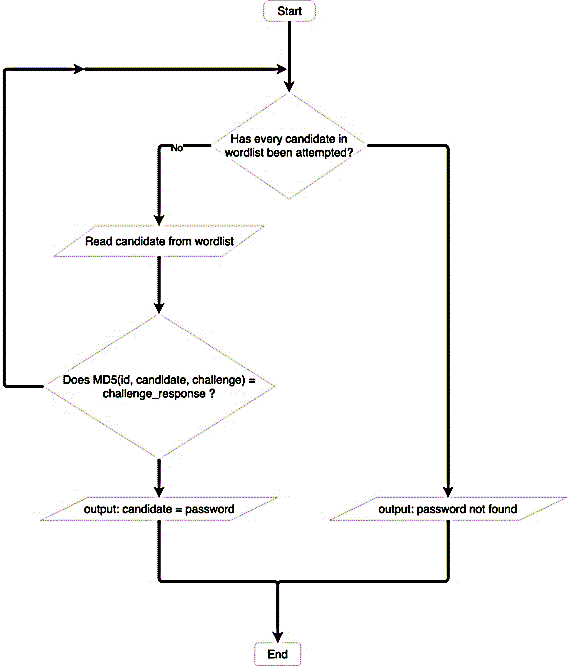 Start
Has every candidate in
wordlist been attempted?
No
Read candidate from wordlist
Does MD5(id, candidate, challenge) =
challenge_response ?
output: candidate = password
output: password not found
End